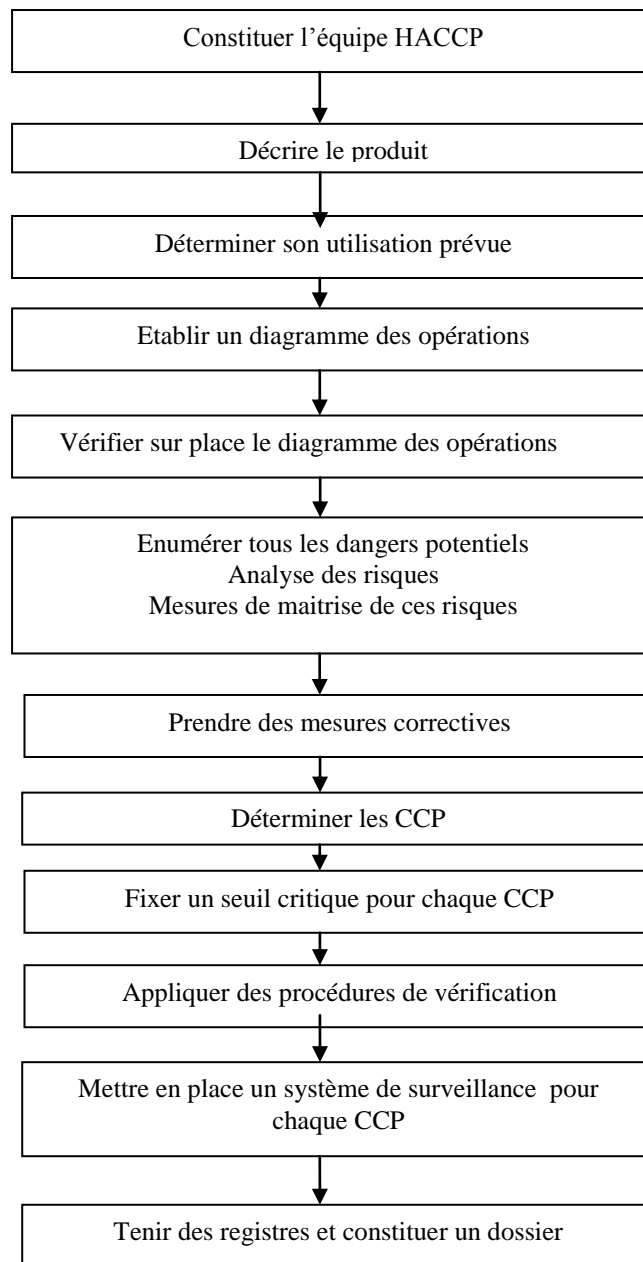 Constituer l’équipe HACCP
Décrire le produit
Déterminer son utilisation prévue
Etablir un diagramme des opérations
Vérifier sur place le diagramme des opérations
Enumérer tous les dangers potentiels
Analyse des risques
Mesures de maitrise de ces risques
Prendre des mesures correctives
Déterminer les CCP
Fixer un seuil critique pour chaque CCP
Appliquer des procédures de vérification
Mettre en place un système de surveillance pour
chaque CCP
Tenir des registres et constituer un dossier